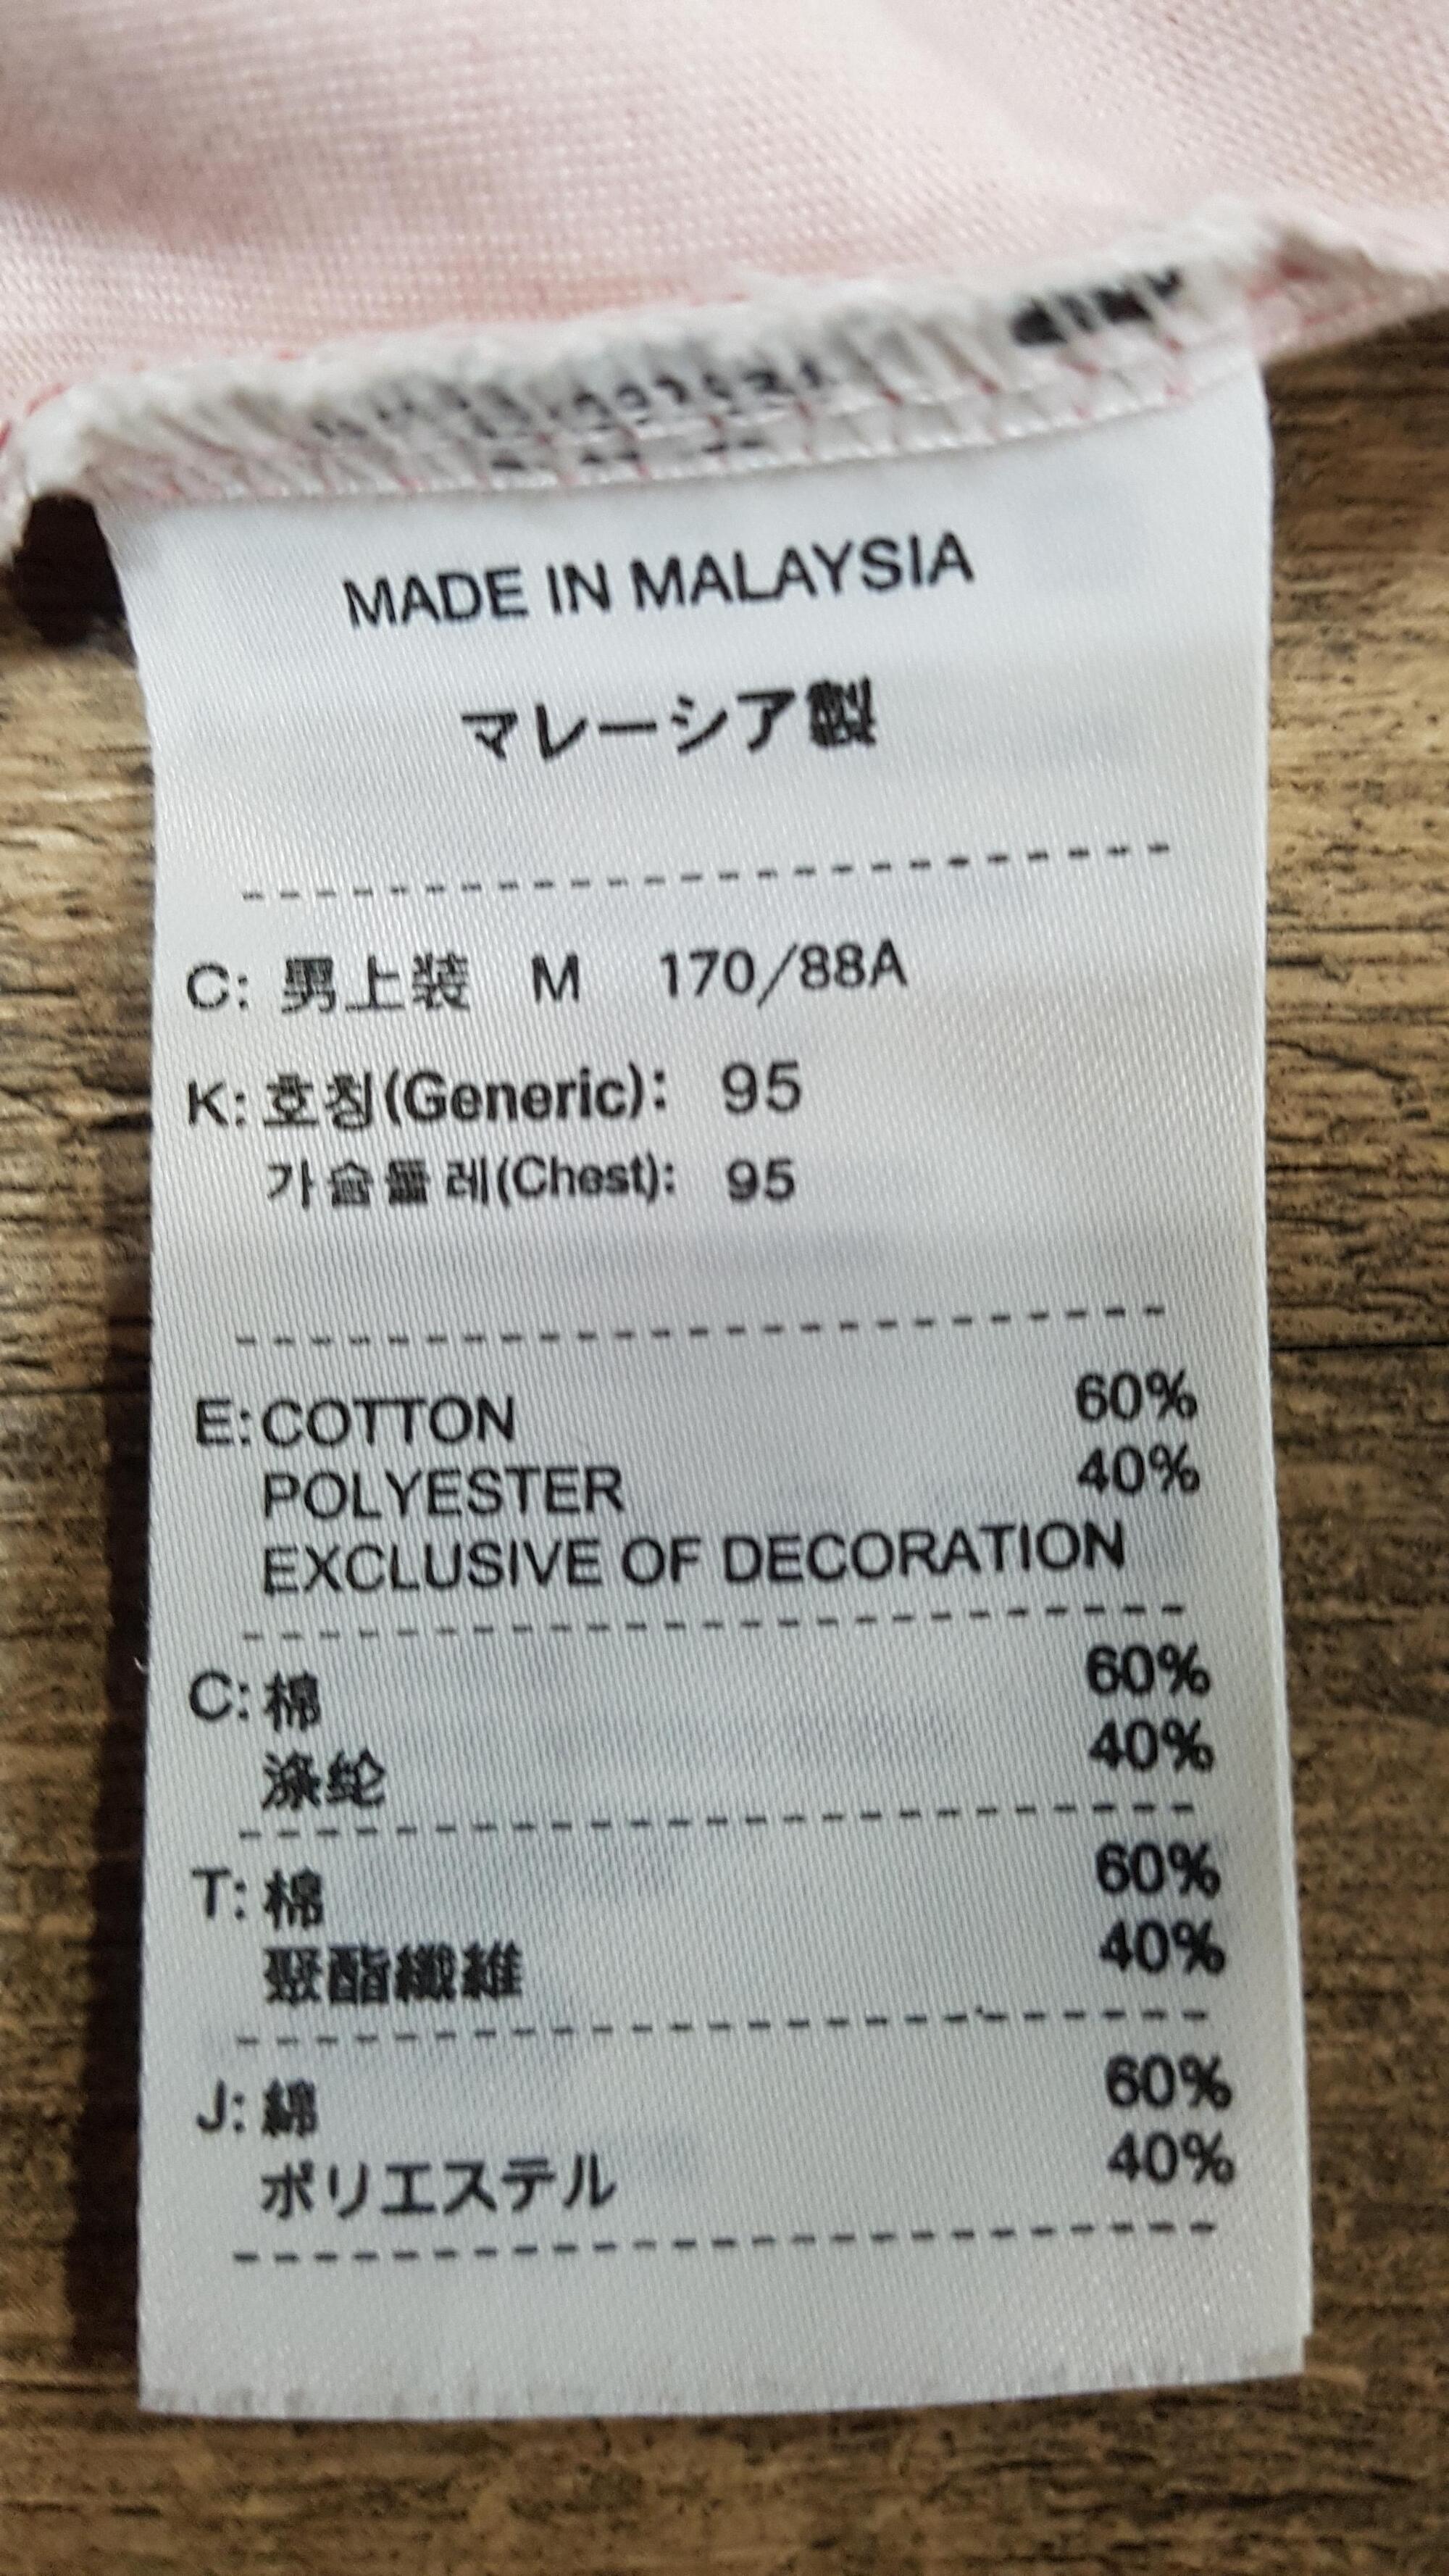 MADE IN MALAYSIA
マレーシア製
C: 男上装 M 170/88A
K: 호칭(Generic): 95
가슴둘레(Chest): 95
E: COTTON 60%
POLYESTER 40%
EXCLUSIVE OF DECORATION
C: 棉 60%
涤纶 40%
T: 棉 60%
聚酯纖維 40%
J: 綿 60%
ポリエステル 40%